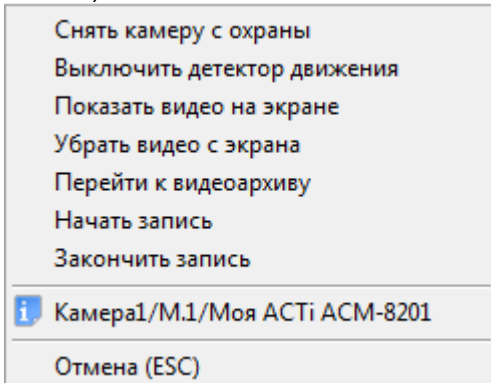 Снять камеру с охраны
Выключить детектор движения
Показать видео на экране
Убрать видео с экрана
Перейти к видеоархиву
Начать запись
Закончить запись
Камера1/М.1/Моя ACTi ACM-8201
Отмена (ESC)